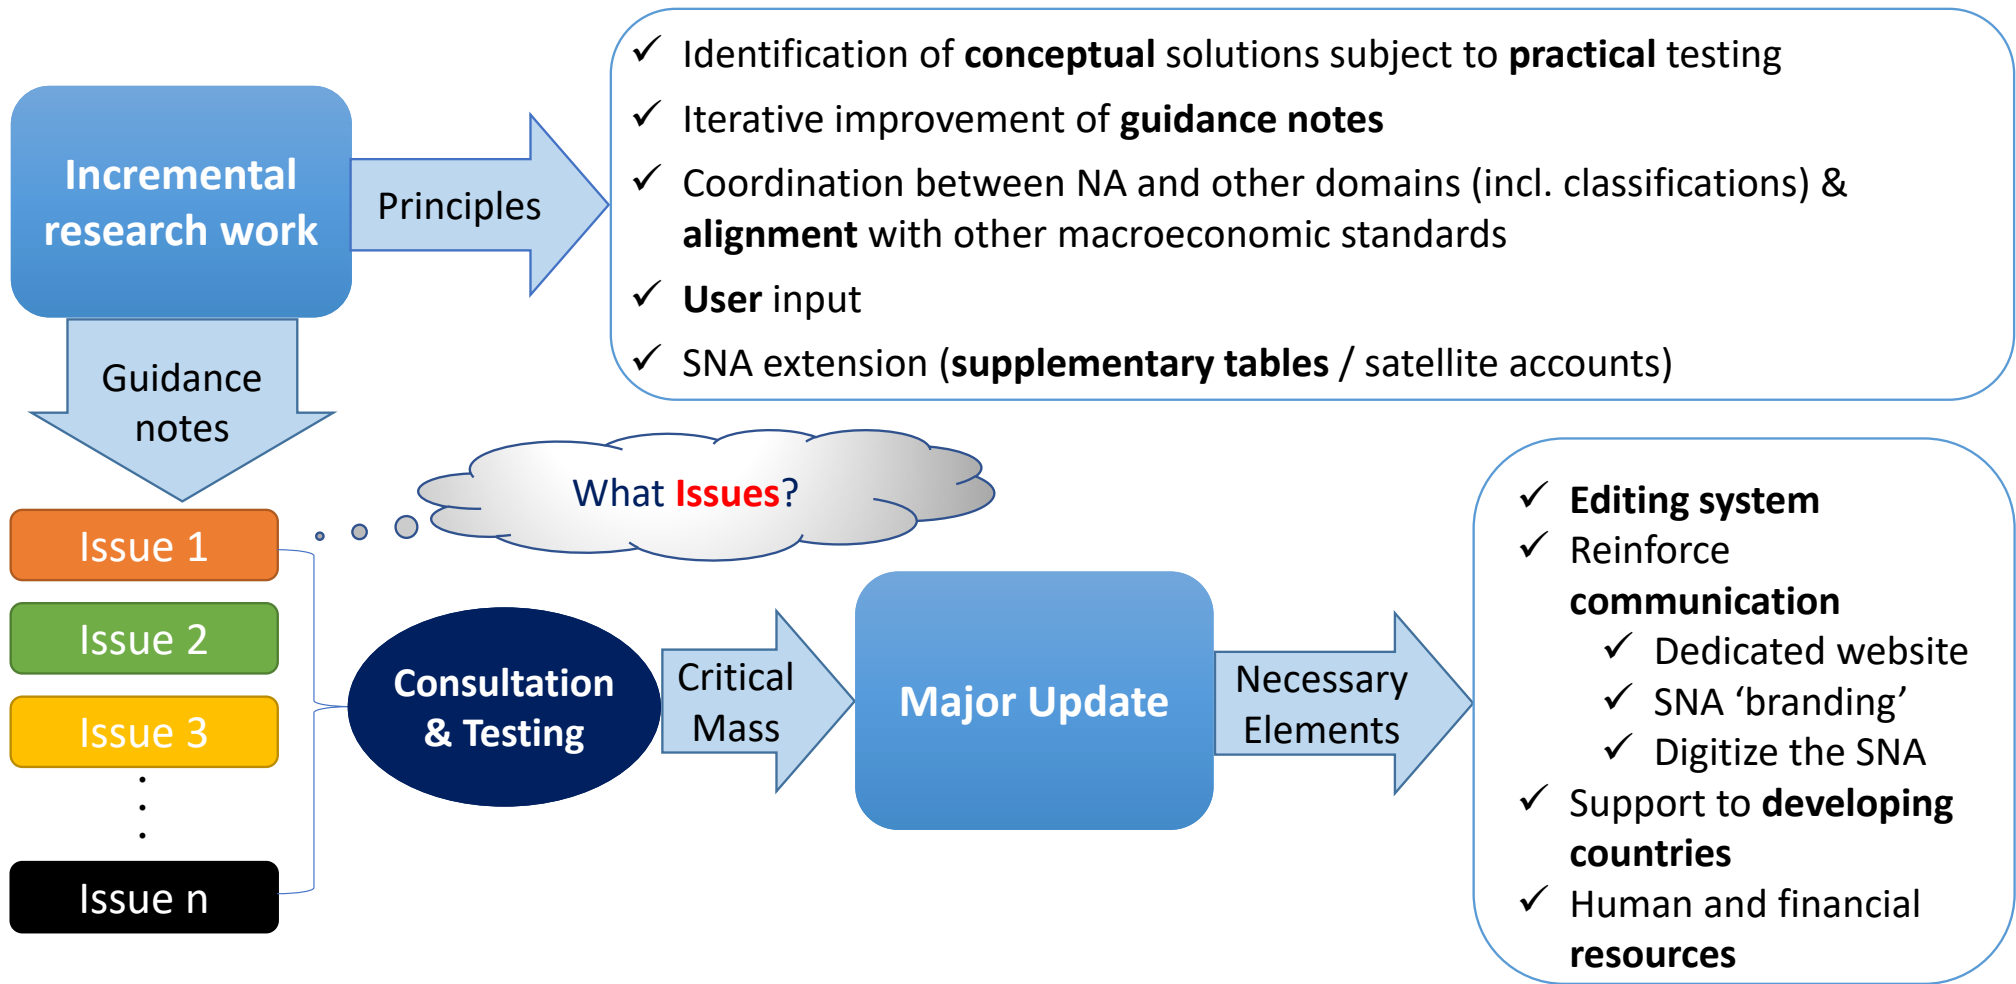 Incremental
research work
Principles
✓ Identification of conceptual solutions subject to practical testing
✓ Iterative improvement of guidance notes
✓ Coordination between NA and other domains (incl. classifications) &
alignment with other macroeconomic standards
✓ User input
✓ SNA extension (supplementary tables / satellite accounts)
Guidance
notes
What Issues?
Issue 1
Issue 2
Issue 3
Issue n
Consultation
& Testing
Critical
Mass
Major Update
Necessary
Elements
✓ Editing system
✓ Reinforce
communication
✓ Dedicated website
✓ SNA ‘branding’
✓ Digitize the SNA
✓ Support to developing
countries
✓ Human and financial
resources